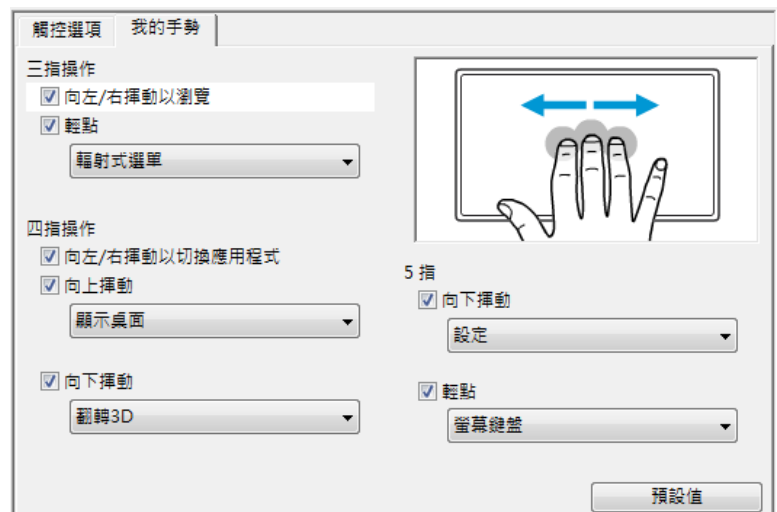 觸控選項
我的手勢
三指操作
向左/右揮動以瀏覽
輕點
輻射式選單
四指操作
向左/右揮動以切換應用程式
向上揮動
顯示桌面
向下揮動
翻轉3D
5 指
向下揮動
設定
輕點
螢幕鍵盤
預設值